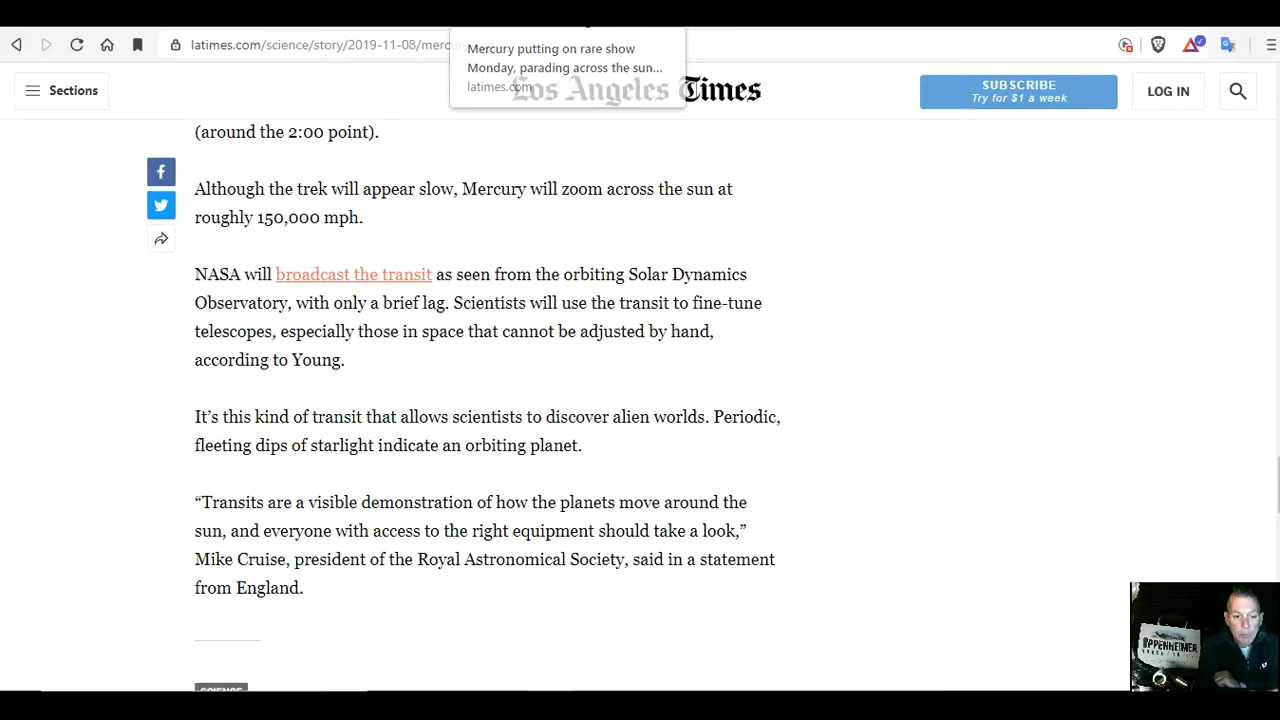 latimes.com/science/story/2019-11-08/mercu
Mercury putting on rare show
Monday, parading across the sun...
latimes.com
Sections
Los Angeles Times
SUBSCRIBE
Try for $1 a week
LOG IN
(around the 2:00 point).
Although the trek will appear slow, Mercury will zoom across the sun at
roughly 150,000 mph.
NASA will broadcast the transit as seen from the orbiting Solar Dynamics
Observatory, with only a brief lag. Scientists will use the transit to fine-tune
telescopes, especially those in space that cannot be adjusted by hand,
according to Young.
It’s this kind of transit that allows scientists to discover alien worlds. Periodic,
fleeting dips of starlight indicate an orbiting planet.
“Transits are a visible demonstration of how the planets move around the
sun, and everyone with access to the right equipment should take a look,”
Mike Cruise, president of the Royal Astronomical Society, said in a statement
from England.
SCIENCE
OPPENHEIMER